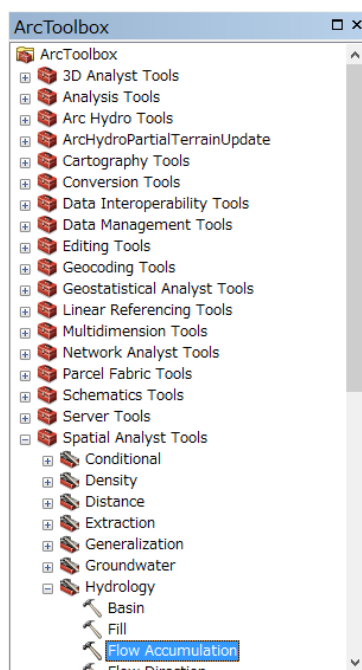 ArcToolbox
ArcToolbox
3D Analyst Tools
Analysis Tools
Arc Hydro Tools
ArcHydroPartialTerrainUpdate
Cartography Tools
Conversion Tools
Data Interoperability Tools
Data Management Tools
Editing Tools
Geocoding Tools
Geostatistical Analyst Tools
Linear Referencing Tools
Multidimension Tools
Network Analyst Tools
Parcel Fabric Tools
Schematics Tools
Server Tools
Spatial Analyst Tools
Conditional
Density
Distance
Extraction
Generalization
Groundwater
Hydrology
Basin
Fill
Flow Accumulation
Flow Direction